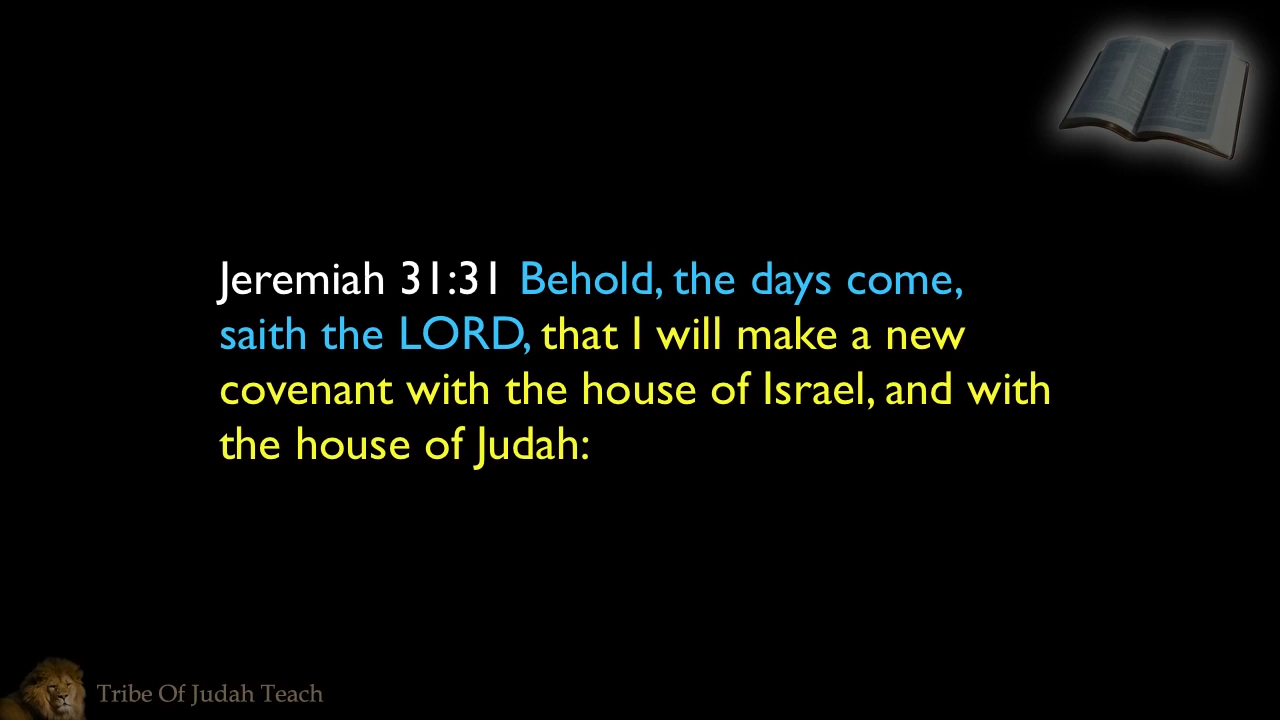 Jeremiah 31:31 Behold, the days come,
saith the LORD, that I will make a new
covenant with the house of Israel, and with
the house of Judah:
Tribe Of Judah Teach